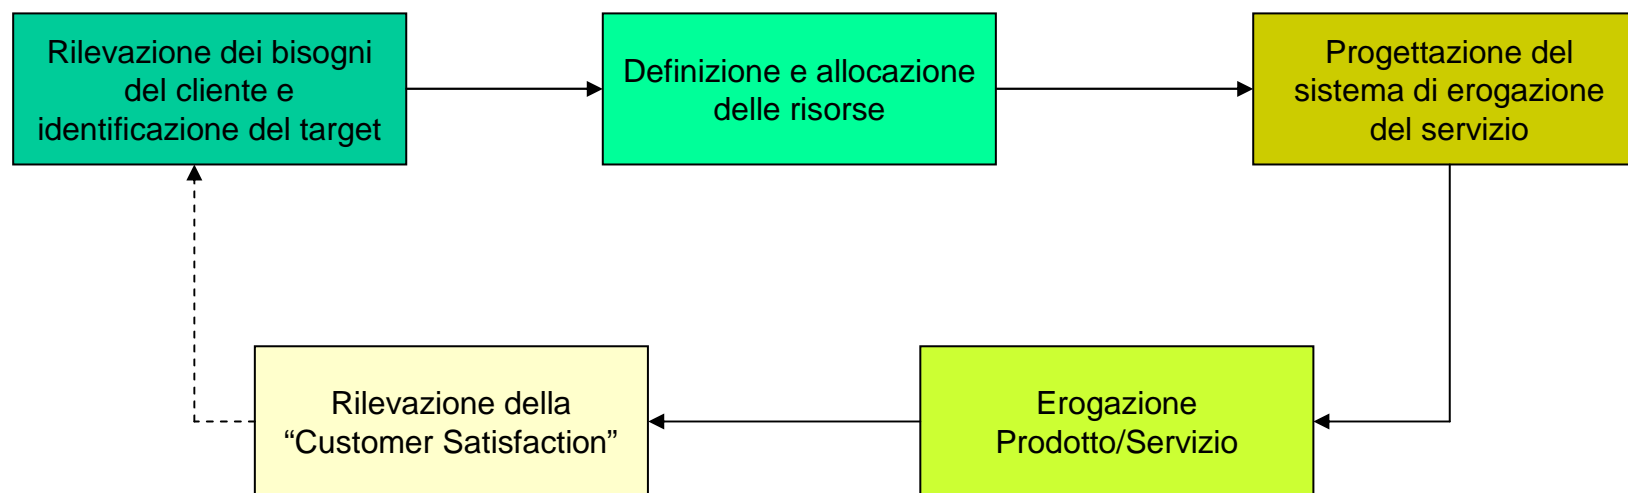 Rilevazione dei bisogni
del cliente e
identificazione del target
Definizione e allocazione
delle risorse
Progettazione del
sistema di erogazione
del servizio
Rilevazione della
“Customer Satisfaction”
Erogazione
Prodotto/Servizio